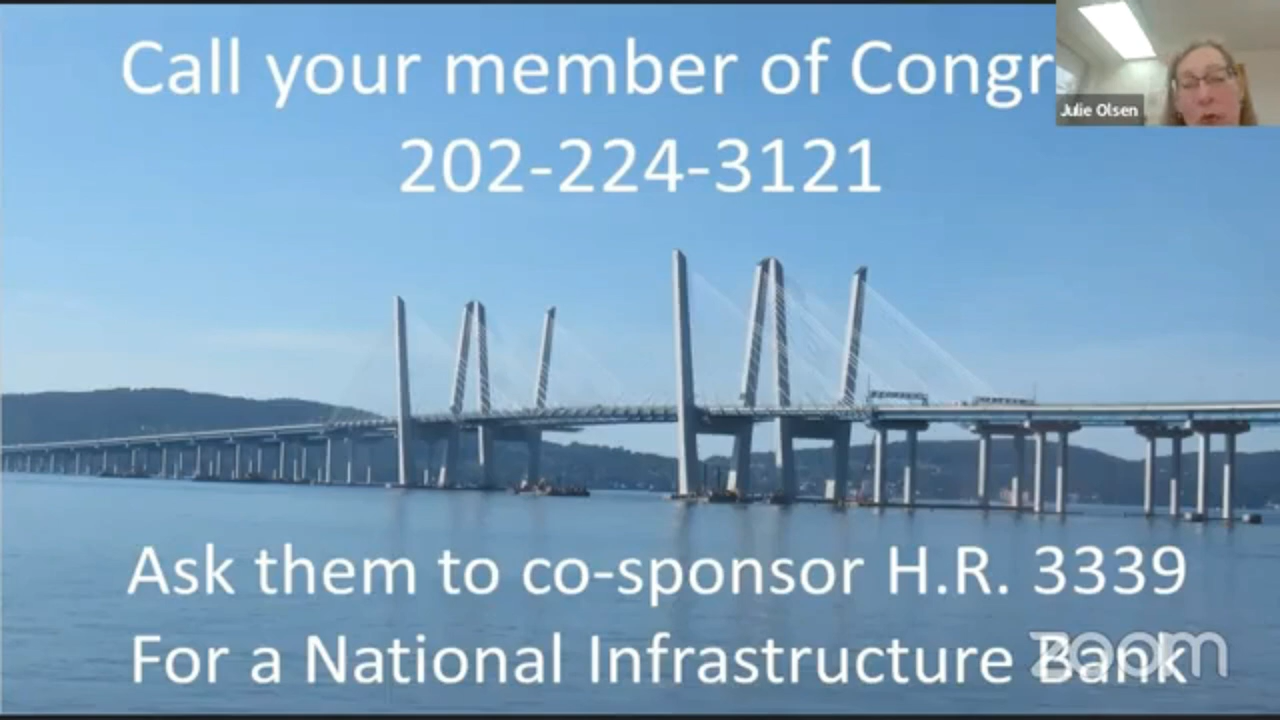 Call your member of Congr
Julie Olsen
202-224-3121
Ask them to co-sponsor H.R. 3339
For a National Infrastructure Bank
zoom